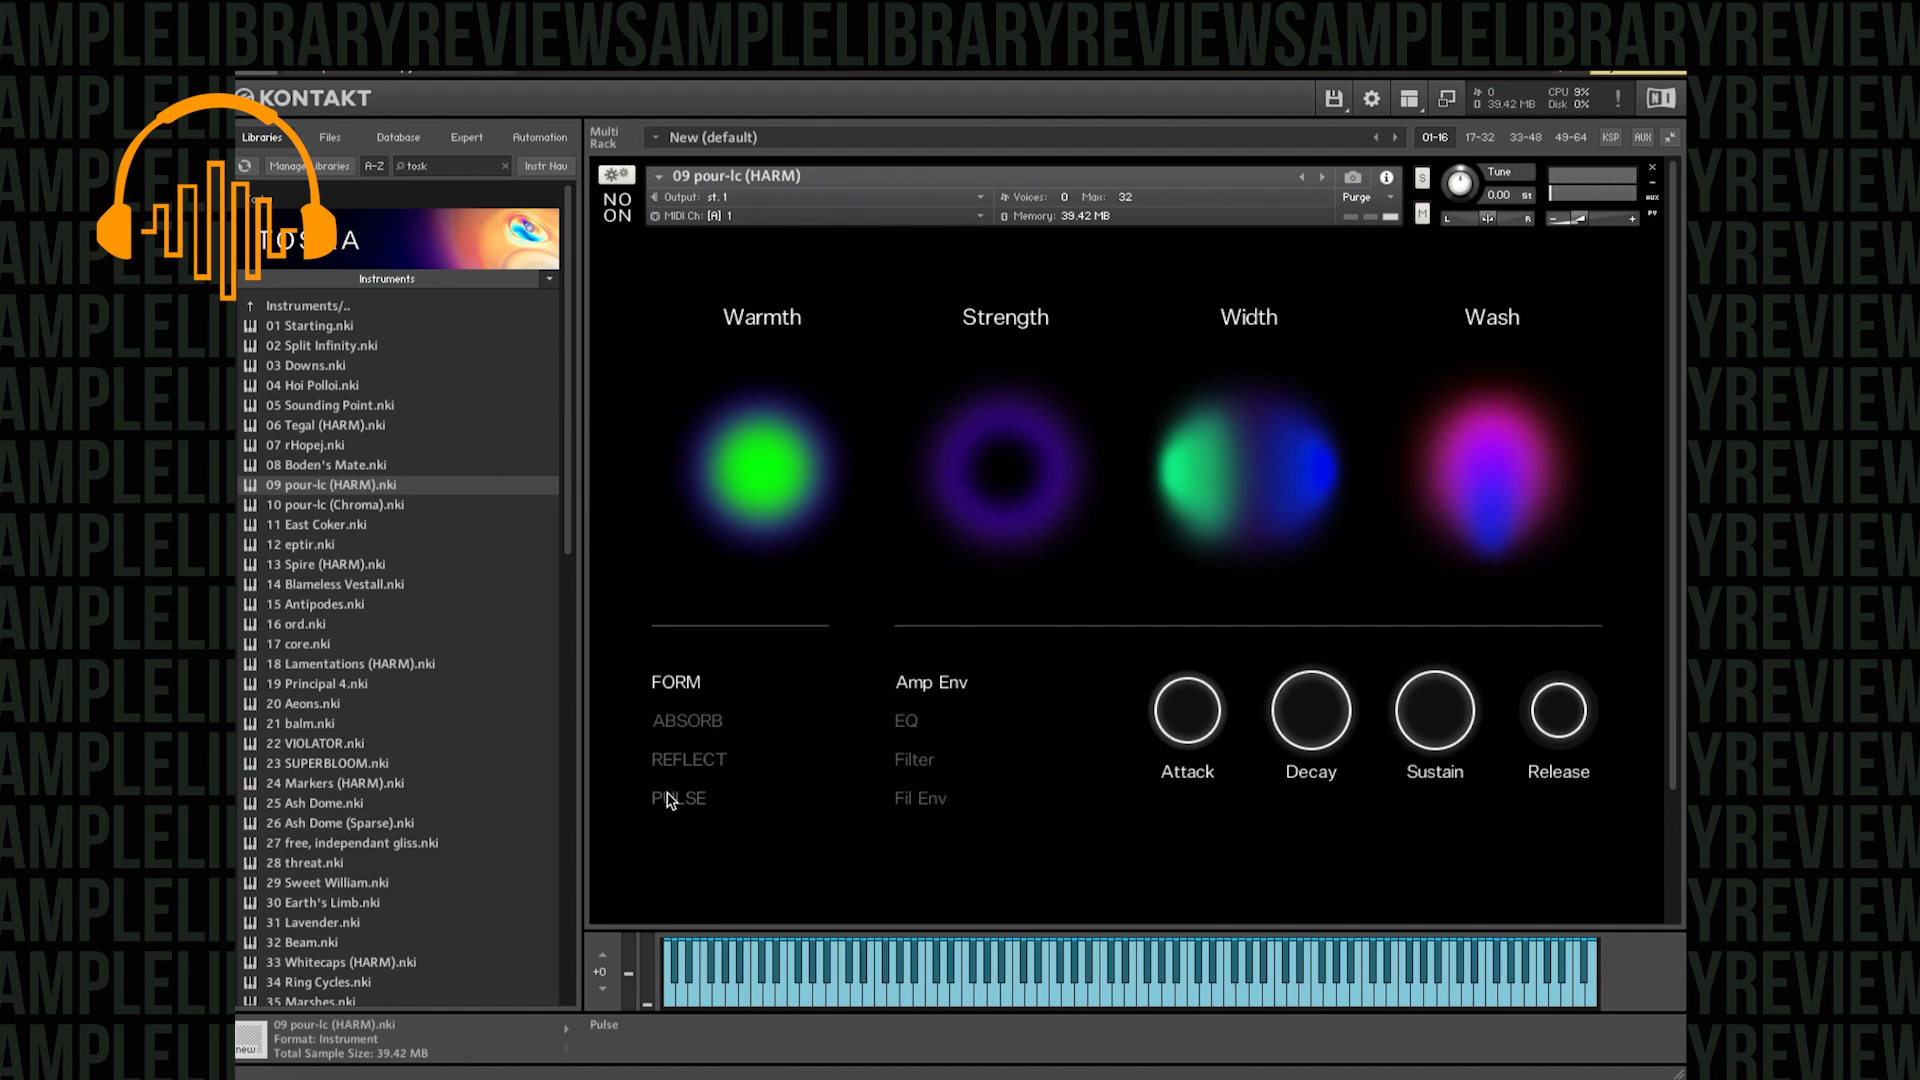 AMPLELIBRARYREVIEWSAMPLELIBRARYREVIEW
KONTAKT
0
39.42 MB
CPU 9%
Disk 0%
!
Libraries Files Database Expert Automation
Multi Rack
New (default)
01-16 17-32 33-48 49-64 KSP AUX
A-Z tosk × Instr Nav
Instruments
Instruments/..
01 Starting.nki
02 Split Infinity.nki
03 Downs.nki
04 Hoi Polloi.nki
05 Sounding Point.nki
06 Tegal (HARM).nki
07 rHopej.nki
08 Boden's Mate.nki
09 pour-lc (HARM).nki
10 pour-lc (Chroma).nki
11 East Coker.nki
12 eptir.nki
13 Spire (HARM).nki
14 Blameless Vestall.nki
15 Antipodes.nki
16 ord.nki
17 core.nki
18 Lamentations (HARM).nki
19 Principal 4.nki
20 Aeons.nki
21 balm.nki
22 VIOLATOR.nki
23 SUPERBLOOM.nki
24 Markers (HARM).nki
25 Ash Dome.nki
26 Ash Dome (Sparse).nki
27 free, independant gliss.nki
28 threat.nki
29 Sweet William.nki
30 Earth's Limb.nki
31 Lavender.nki
32 Beam.nki
33 Whitecaps (HARM).nki
34 Ring Cycles.nki
35 Marshes.nki
NO
ON
09 pour-lc (HARM)
Output: st.1
Voices: 0 Max: 32
Purge
MIDI Ch: [A] 1
Memory: 39.42 MB
S
M
Tune
0.00 st
L R
− +
×
−
AUX
PV
Warmth Strength Width Wash
FORM
ABSORB
REFLECT
PULSE
Amp Env
EQ
Filter
Fil Env
Attack Decay Sustain Release
+0
09 pour-lc (HARM).nki
Format: Instrument
Total Sample Size: 39.42 MB
new
Pulse